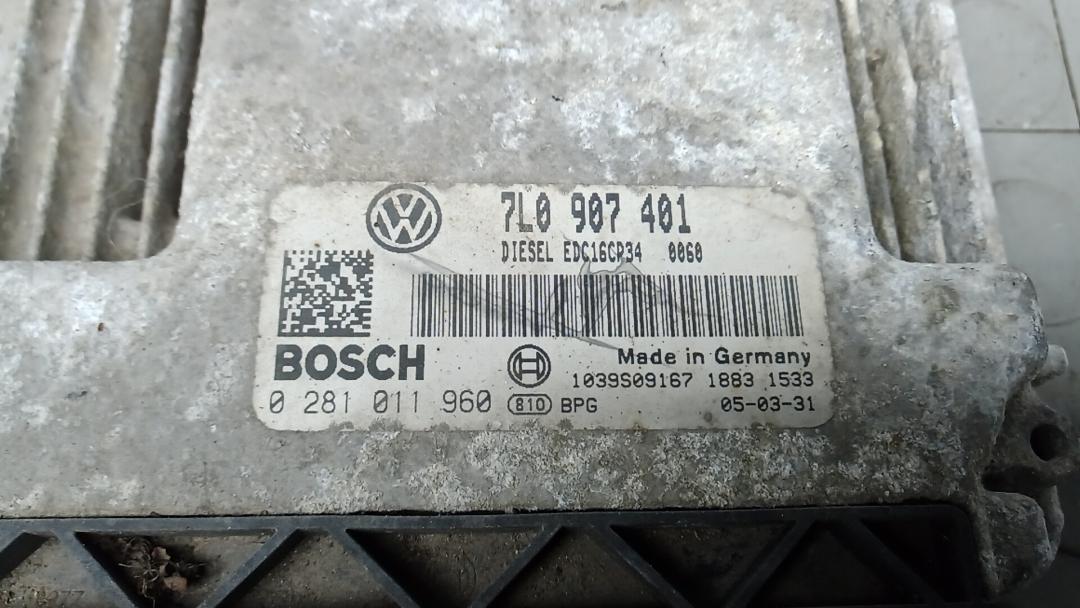 7L0 907 401
DIESEL EDC16CP34 0060
BOSCH
Made in Germany
1039S09167 1883 1533
0 281 011 960 810 BPG 05-03-31